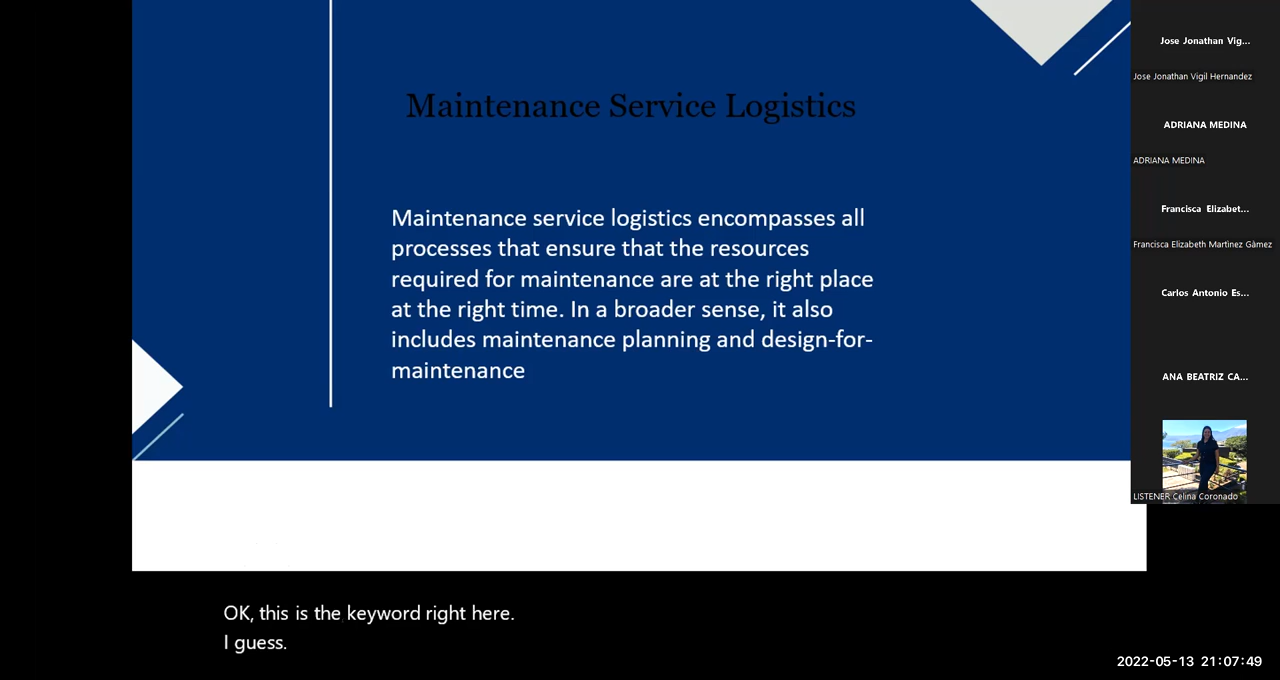 Maintenance Service Logistics
Maintenance service logistics encompasses all
processes that ensure that the resources
required for maintenance are at the right place
at the right time. In a broader sense, it also
includes maintenance planning and design-for-
maintenance
Jose Jonathan Vig...
Jose Jonathan Vigil Hernandez
ADRIANA MEDINA
ADRIANA MEDINA
Francisca Elizabet...
Francisca Elizabeth Martinez Gàmez
Carlos Antonio Es...
ANA BEATRIZ CA...
LISTENER Celina Coronado
OK, this is the keyword right here.
I guess.
2022-05-13 21:07:49